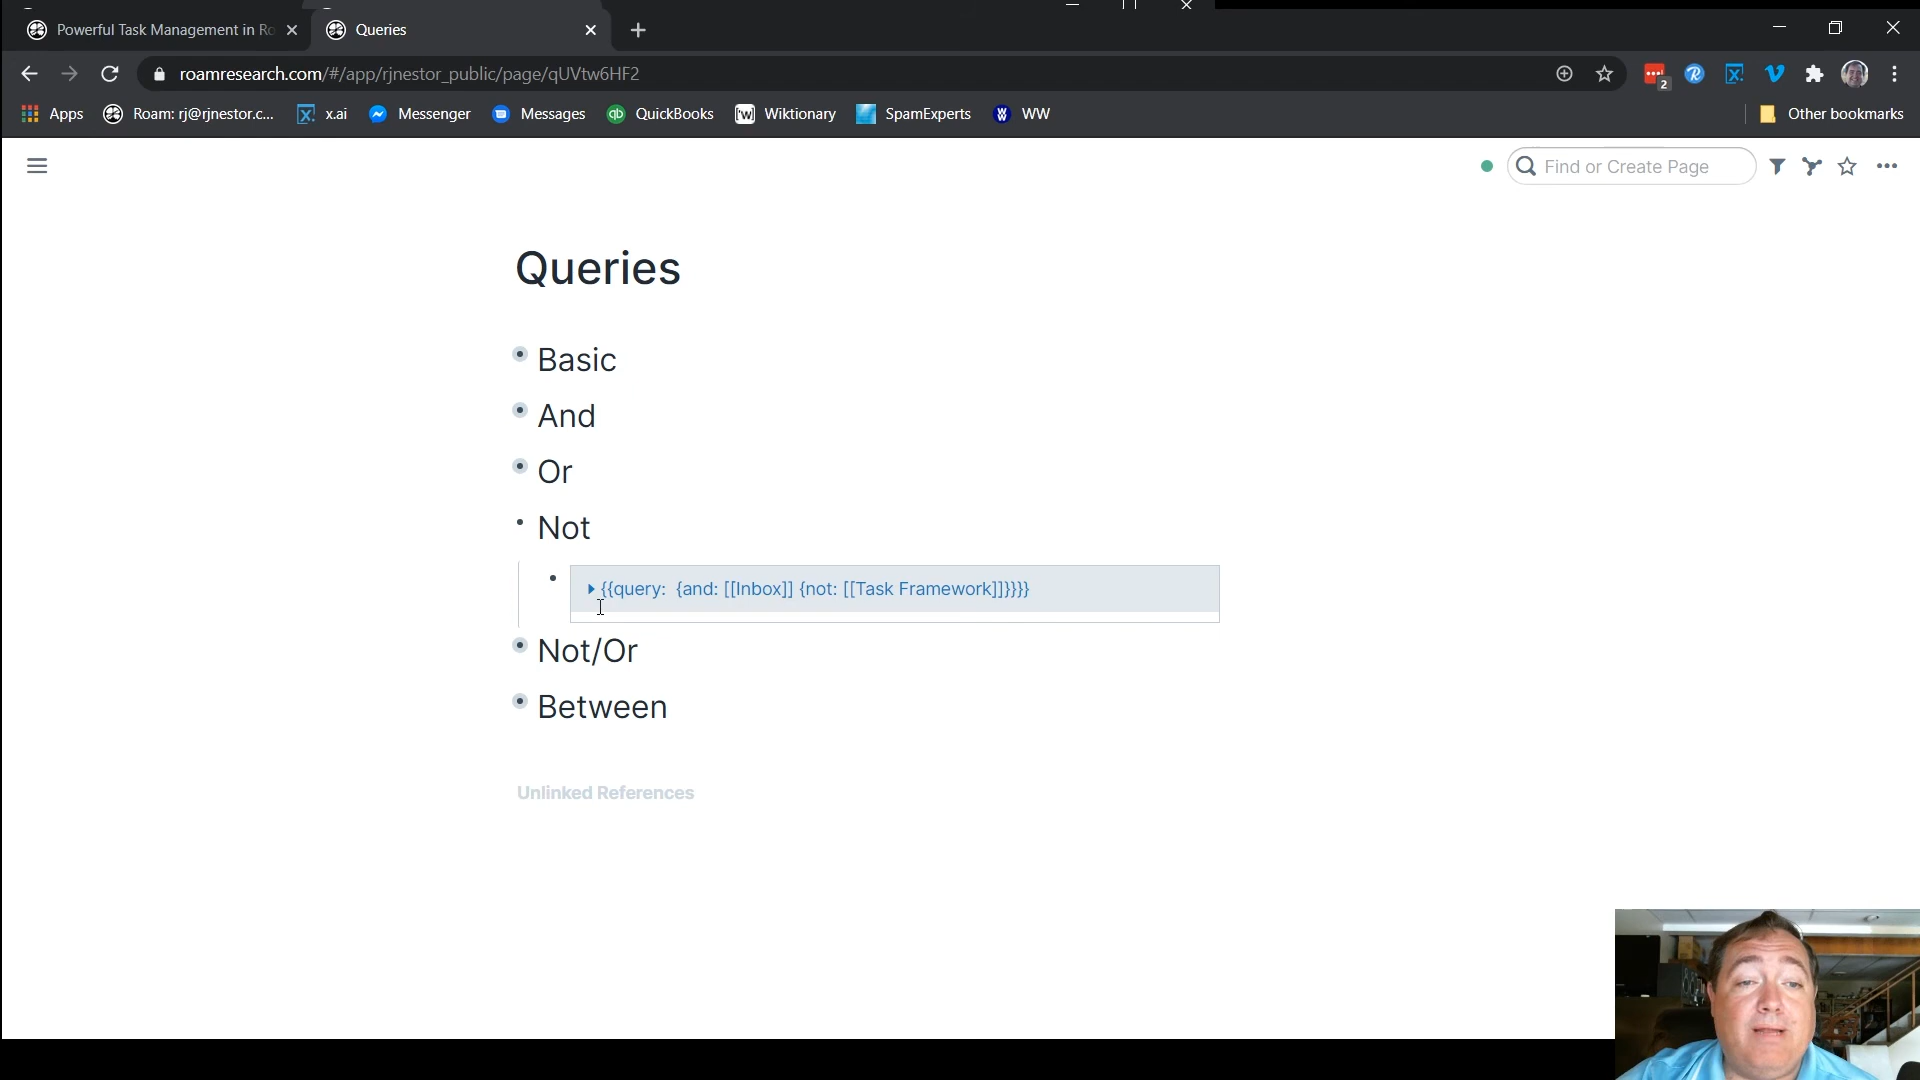 Powerful Task Management in Ro
Queries
roamresearch.com/#/app/rjnestor_public/page/qUVtw6HF2
2
Apps
Roam: rj@rjnestor.c...
x.ai
Messenger
Messages
QuickBooks
Wiktionary
SpamExperts
WW
Other bookmarks
Find or Create Page
Queries
Basic
And
Or
Not
{{query:  {and: [[Inbox]] {not: [[Task Framework]]}}}}
Not/Or
Between
Unlinked References